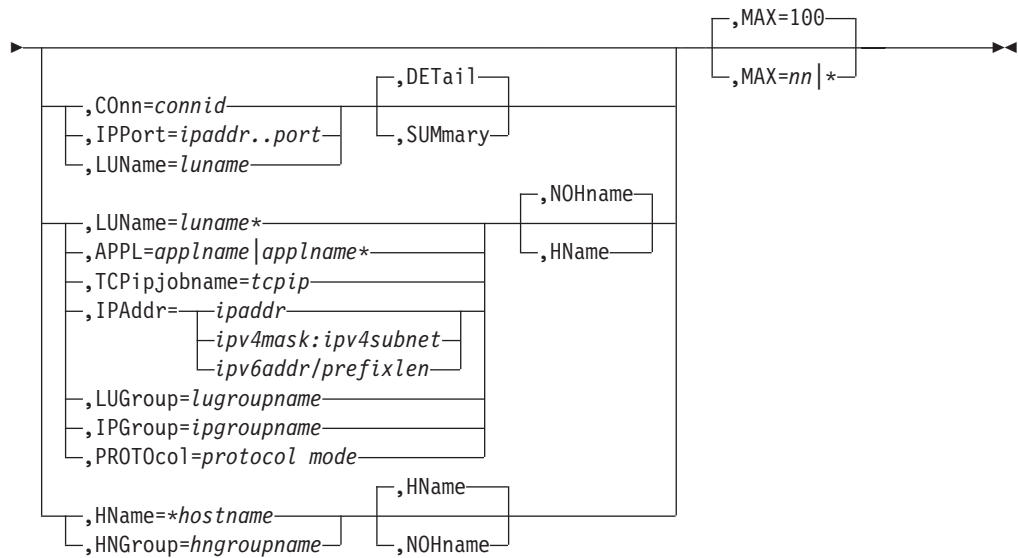 ,MAX=100
,MAX=nn|*
,COnn=connid
,IPPort=ipaddr..port
,LUName=luname
,DETail
,SUMmary
,LUName=luname*
,APPL=applname|applname*
,TCPipjobname=tcpip
,IPAddr=
ipaddr
ipv4mask:ipv4subnet
ipv6addr/prefixlen
,LUGroup=lugroupname
,IPGroup=ipgroupname
,PROTOcol=protocol mode
,NOHname
,HName
,HName=*hostname
,HNGroup=hngroupname
,HName
,NOHname